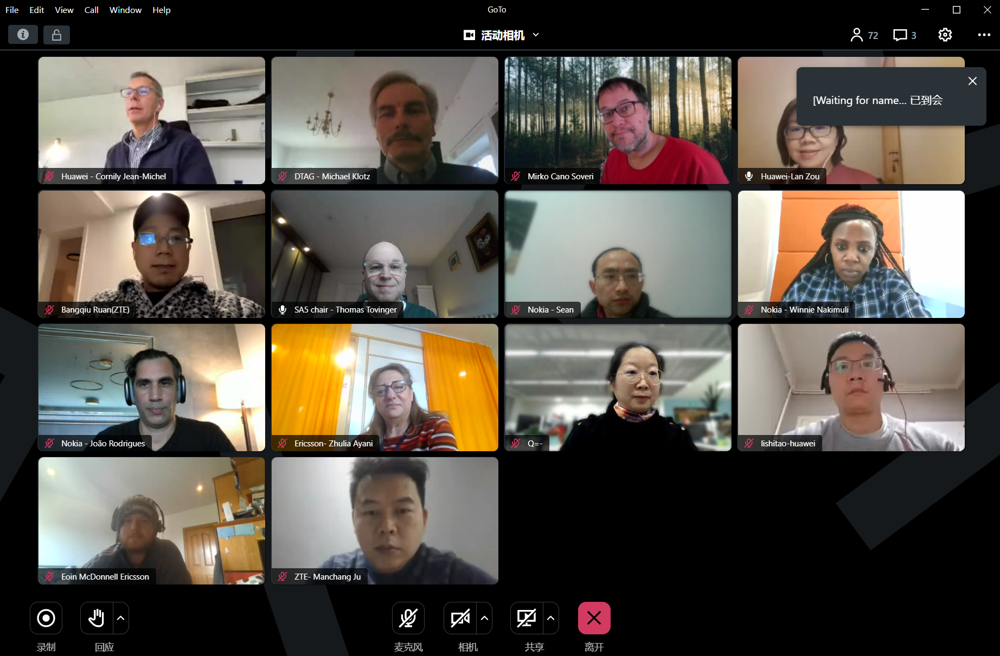 File Edit View Call Window Help
GoTo
活动相机
72
3
[Waiting for name... 已到会
Huawei - Cornily Jean-Michel
DTAG - Michael Klotz
Mirko Cano Soveri
Huawei-Lan Zou
Bangqiu Ruan(ZTE)
SA5 chair - Thomas Tovinger
Nokia - Sean
Nokia - Winnie Nakimuli
Nokia - João Rodrigues
Ericsson- Zhulia Ayani
Q=-
lishitao-huawei
Eoin McDonnell Ericsson
ZTE- Manchang Ju
录制
回应
麦克风
相机
共享
离开